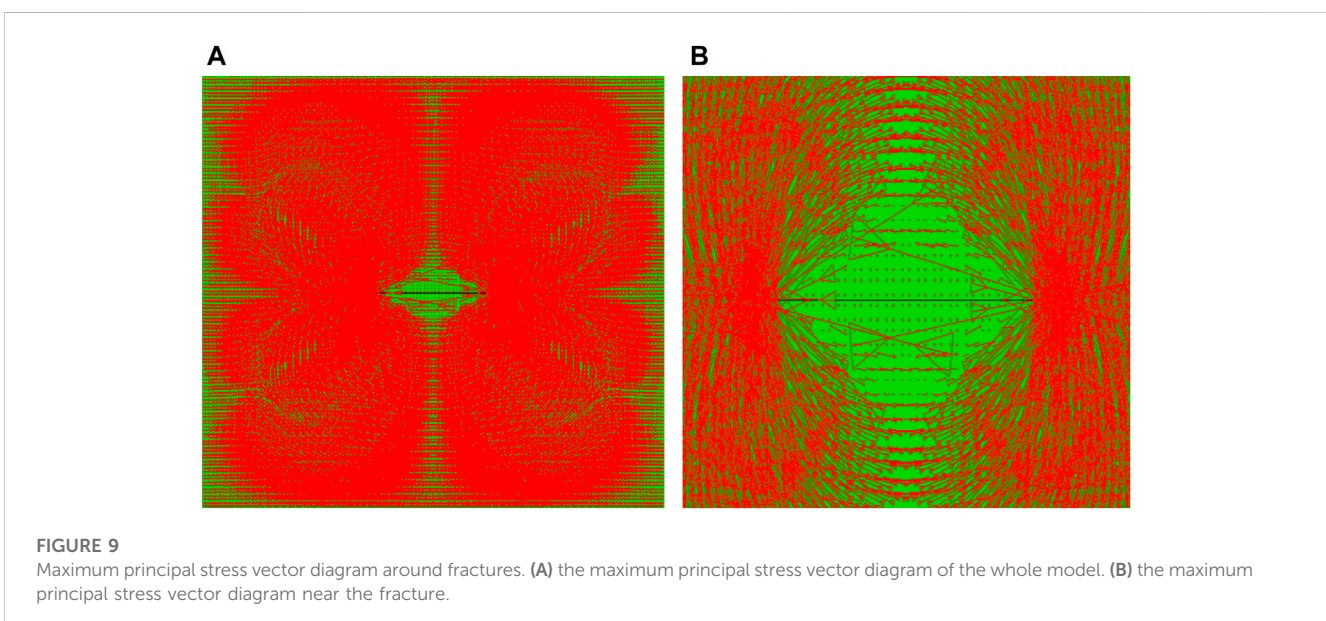 A
B
FIGURE 9
Maximum principal stress vector diagram around fractures. (A) the maximum principal stress vector diagram of the whole model. (B) the maximum
principal stress vector diagram near the fracture.